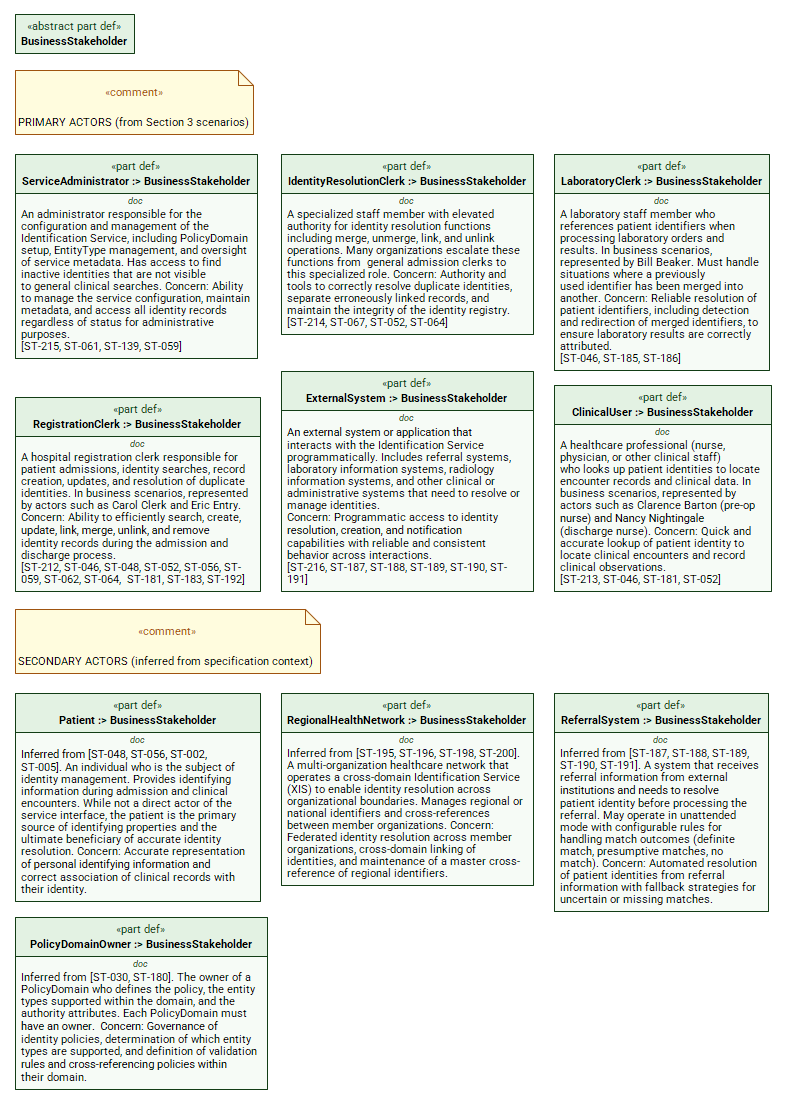 «abstract part def»
BusinessStakeholder
«comment»
PRIMARY ACTORS (from Section 3 scenarios)
«part def»
ServiceAdministrator :> BusinessStakeholder
doc
An administrator responsible for the
configuration and management of the
Identification Service, including PolicyDomain
setup, EntityType management, and oversight
of service metadata. Has access to find
inactive identities that are not visible
to general clinical searches. Concern: Ability
to manage the service configuration, maintain
metadata, and access all identity records
regardless of status for administrative
purposes.
[ST-215, ST-061, ST-139, ST-059]
«part def»
IdentityResolutionClerk :> BusinessStakeholder
doc
A specialized staff member with elevated
authority for identity resolution functions
including merge, unmerge, link, and unlink
operations. Many organizations escalate these
functions from  general admission clerks to
this specialized role. Concern: Authority and
tools to correctly resolve duplicate identities,
separate erroneously linked records, and
maintain the integrity of the identity registry.
[ST-214, ST-067, ST-052, ST-064]
«part def»
LaboratoryClerk :> BusinessStakeholder
doc
A laboratory staff member who
references patient identifiers when
processing laboratory orders and
results. In business scenarios,
represented by Bill Beaker. Must handle
situations where a previously
used identifier has been merged into
another. Concern: Reliable resolution of
patient identifiers, including detection
and redirection of merged identifiers, to
ensure laboratory results are correctly
attributed.
[ST-046, ST-185, ST-186]
«part def»
RegistrationClerk :> BusinessStakeholder
doc
A hospital registration clerk responsible for
patient admissions, identity searches, record
creation, updates, and resolution of duplicate
identities. In business scenarios, represented
by actors such as Carol Clerk and Eric Entry.
Concern: Ability to efficiently search, create,
update, link, merge, unlink, and remove
identity records during the admission and
discharge process.
[ST-212, ST-046, ST-048, ST-052, ST-056, ST-
059, ST-062, ST-064,  ST-181, ST-183, ST-192]
«part def»
ExternalSystem :> BusinessStakeholder
doc
An external system or application that
interacts with the Identification Service
programmatically. Includes referral systems,
laboratory information systems, radiology
information systems, and other clinical or
administrative systems that need to resolve or
manage identities.
Concern: Programmatic access to identity
resolution, creation, and notification
capabilities with reliable and consistent
behavior across interactions.
[ST-216, ST-187, ST-188, ST-189, ST-190, ST-
191]
«part def»
ClinicalUser :> BusinessStakeholder
doc
A healthcare professional (nurse,
physician, or other clinical staff)
who looks up patient identities to locate
encounter records and clinical data. In
business scenarios, represented by
actors such as Clarence Barton (pre-op
nurse) and Nancy Nightingale
(discharge nurse). Concern: Quick and
accurate lookup of patient identity to
locate clinical encounters and record
clinical observations.
[ST-213, ST-046, ST-181, ST-052]
«comment»
SECONDARY ACTORS (inferred from specification context)
«part def»
Patient :> BusinessStakeholder
doc
Inferred from [ST-048, ST-056, ST-002,
ST-005]. An individual who is the subject of
identity management. Provides identifying
information during admission and clinical
encounters. While not a direct actor of the
service interface, the patient is the primary
source of identifying properties and the
ultimate beneficiary of accurate identity
resolution. Concern: Accurate representation
of personal identifying information and
correct association of clinical records with
their identity.
«part def»
RegionalHealthNetwork :> BusinessStakeholder
doc
Inferred from [ST-195, ST-196, ST-198, ST-200].
A multi-organization healthcare network that
operates a cross-domain Identification Service
(XIS) to enable identity resolution across
organizational boundaries. Manages regional or
national identifiers and cross-references
between member organizations. Concern:
Federated identity resolution across member
organizations, cross-domain linking of
identities, and maintenance of a master cross-
reference of regional identifiers.
«part def»
ReferralSystem :> BusinessStakeholder
doc
Inferred from [ST-187, ST-188, ST-189,
ST-190, ST-191]. A system that receives
referral information from external
institutions and needs to resolve
patient identity before processing the
referral. May operate in unattended
mode with configurable rules for
handling match outcomes (definite
match, presumptive matches, no
match). Concern: Automated resolution
of patient identities from referral
information with fallback strategies for
uncertain or missing matches.
«part def»
PolicyDomainOwner :> BusinessStakeholder
doc
Inferred from [ST-030, ST-180]. The owner of a
PolicyDomain who defines the policy, the entity
types supported within the domain, and the
authority attributes. Each PolicyDomain must
have an owner.  Concern: Governance of
identity policies, determination of which entity
types are supported, and definition of validation
rules and cross-referencing policies within
their domain.